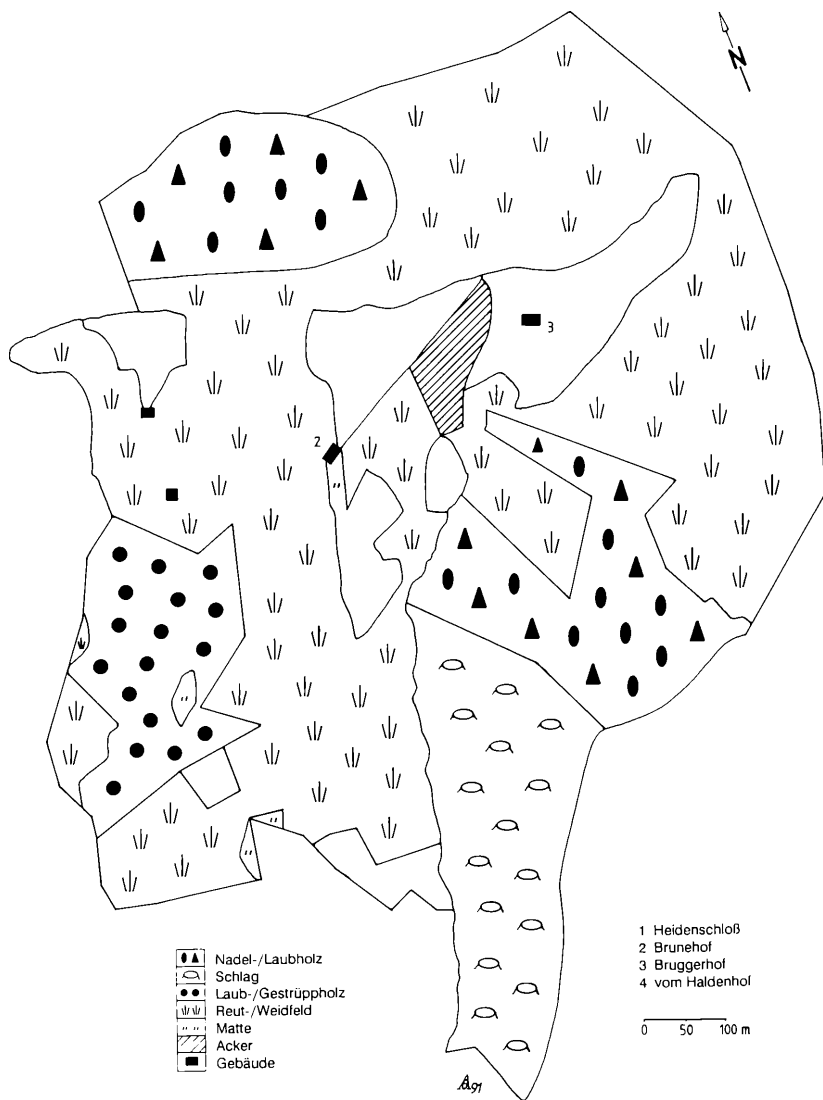 N
3
2
Nadel-/Laubholz
Schlag
Laub-/Gestrüppholz
Reut-/Weidfeld
Matte
Acker
Gebäude
1 Heidenschloß
2 Brunehof
3 Bruggerhof
4 vom Haldenhof
0 50 100 m